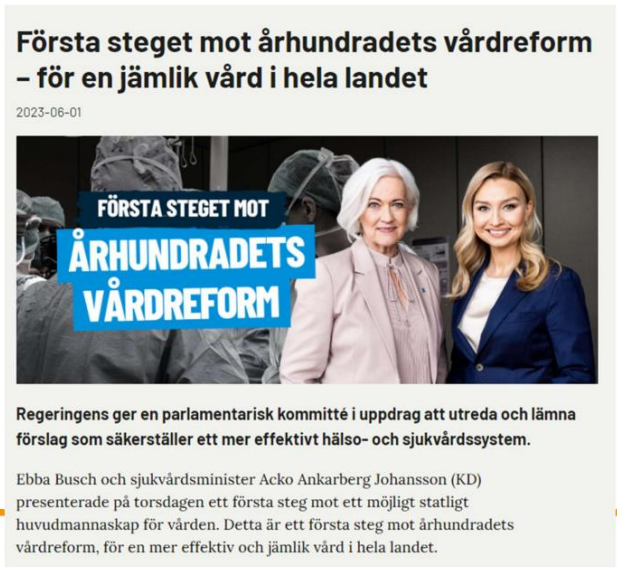 Första steget mot århundradets vårdreform
– för en jämlik vård i hela landet
2023-06-01
FÖRSTA STEGET MOT
ÅRHUNDRADETS
VÅRDREFORM
Regeringens ger en parlamentarisk kommitté i uppdrag att utreda och lämna
förslag som säkerställer ett mer effektivt hälso- och sjukvårdssystem.
Ebba Busch och sjukvårdsminister Acko Ankarberg Johansson (KD)
presenterade på torsdagen ett första steg mot ett möjligt statligt
huvudmannaskap för vården. Detta är ett första steg mot århundradets
vårdreform, för en mer effektiv och jämlik vård i hela landet.